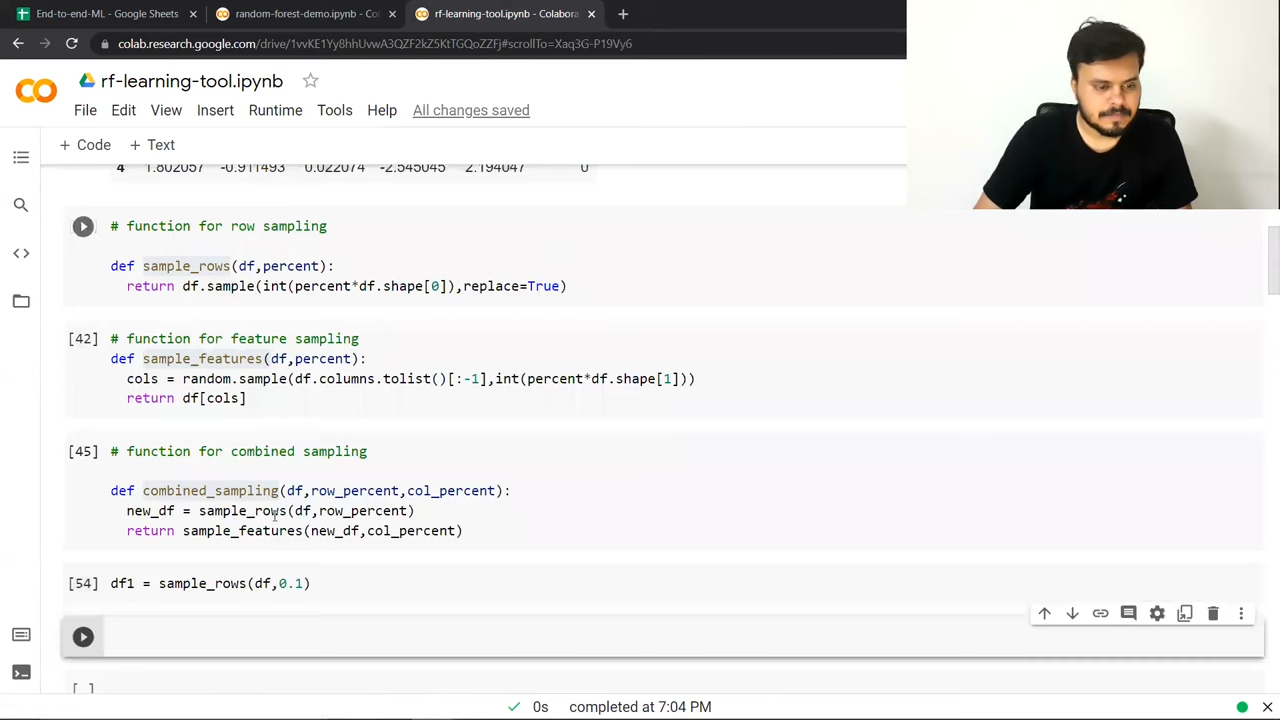 End-to-end-ML - Google Sheets
random-forest-demo.ipynb - Col
rf-learning-tool.ipynb - Colabora
colab.research.google.com/drive/1vvKE1Yy8hhUvwA3QZF2kZ5KtTGQoZZFj#scrollTo=Xaq3G-P19Vy6
rf-learning-tool.ipynb
File Edit View Insert Runtime Tools Help All changes saved
+ Code + Text
4 1.802057 -0.911493 0.022074 -2.545045 2.194047 0
# function for row sampling
def sample_rows(df,percent):
return df.sample(int(percent*df.shape[0]),replace=True)
[42] # function for feature sampling
def sample_features(df,percent):
cols = random.sample(df.columns.tolist()[:-1],int(percent*df.shape[1]))
return df[cols]
[45] # function for combined sampling
def combined_sampling(df,row_percent,col_percent):
new_df = sample_rows(df,row_percent)
return sample_features(new_df,col_percent)
[54] df1 = sample_rows(df,0.1)
[ ]
0s completed at 7:04 PM